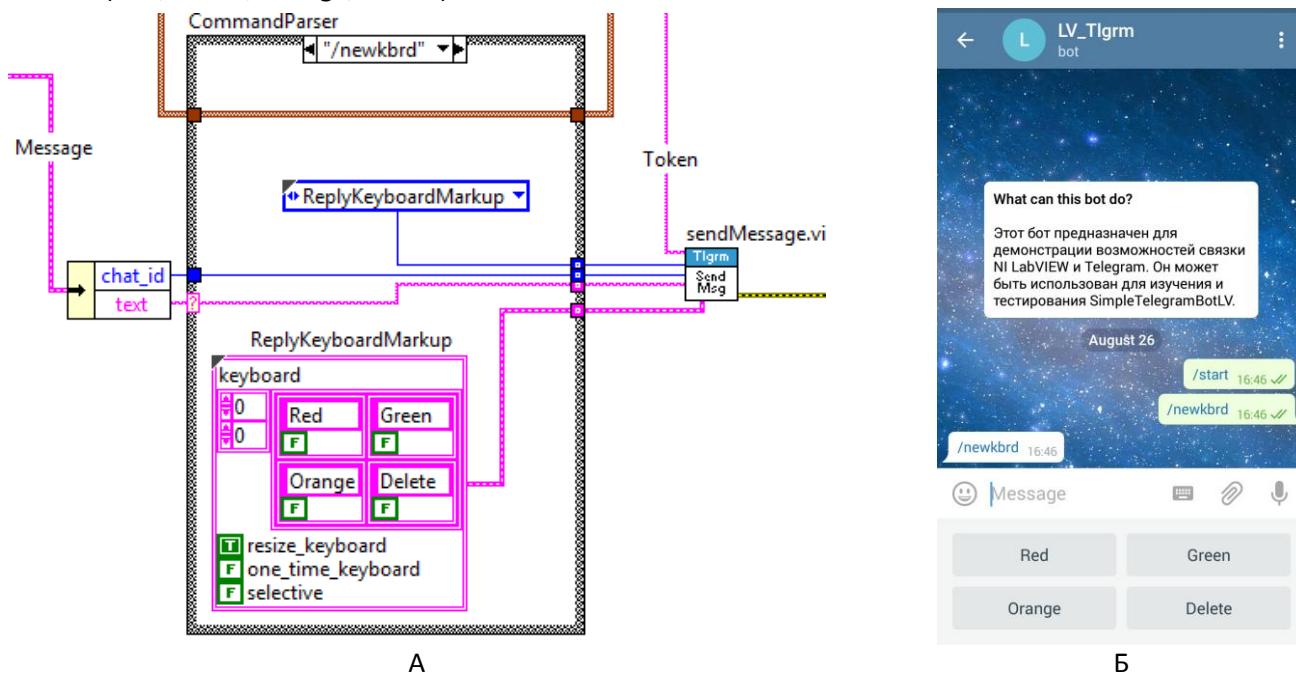 CommandParser
"/newkbrd"
Message
ReplyKeyboardMarkup
Token
sendMessage.vi
Tlgrm
Send
Msg
chat_id
text
?
ReplyKeyboardMarkup
keyboard
0
0
Red
Green
F
F
Orange
Delete
F
F
T resize_keyboard
F one_time_keyboard
F selective
А
L
LV_Tlgrm
bot
What can this bot do?
Этот бот предназначен для
демонстрации возможностей связки
NI LabVIEW и Telegram. Он может
быть использован для изучения и
тестирования SimpleTelegramBotLV.
August 26
/start 16:46
/newkbrd 16:46
/newkbrd 16:46
Message
Red
Green
Orange
Delete
Б